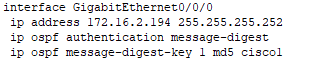 interface GigabitEthernet0/0/0
ip address 172.16.2.194 255.255.255.252
ip ospf authentication message-digest
ip ospf message-digest-key 1 md5 cisco1